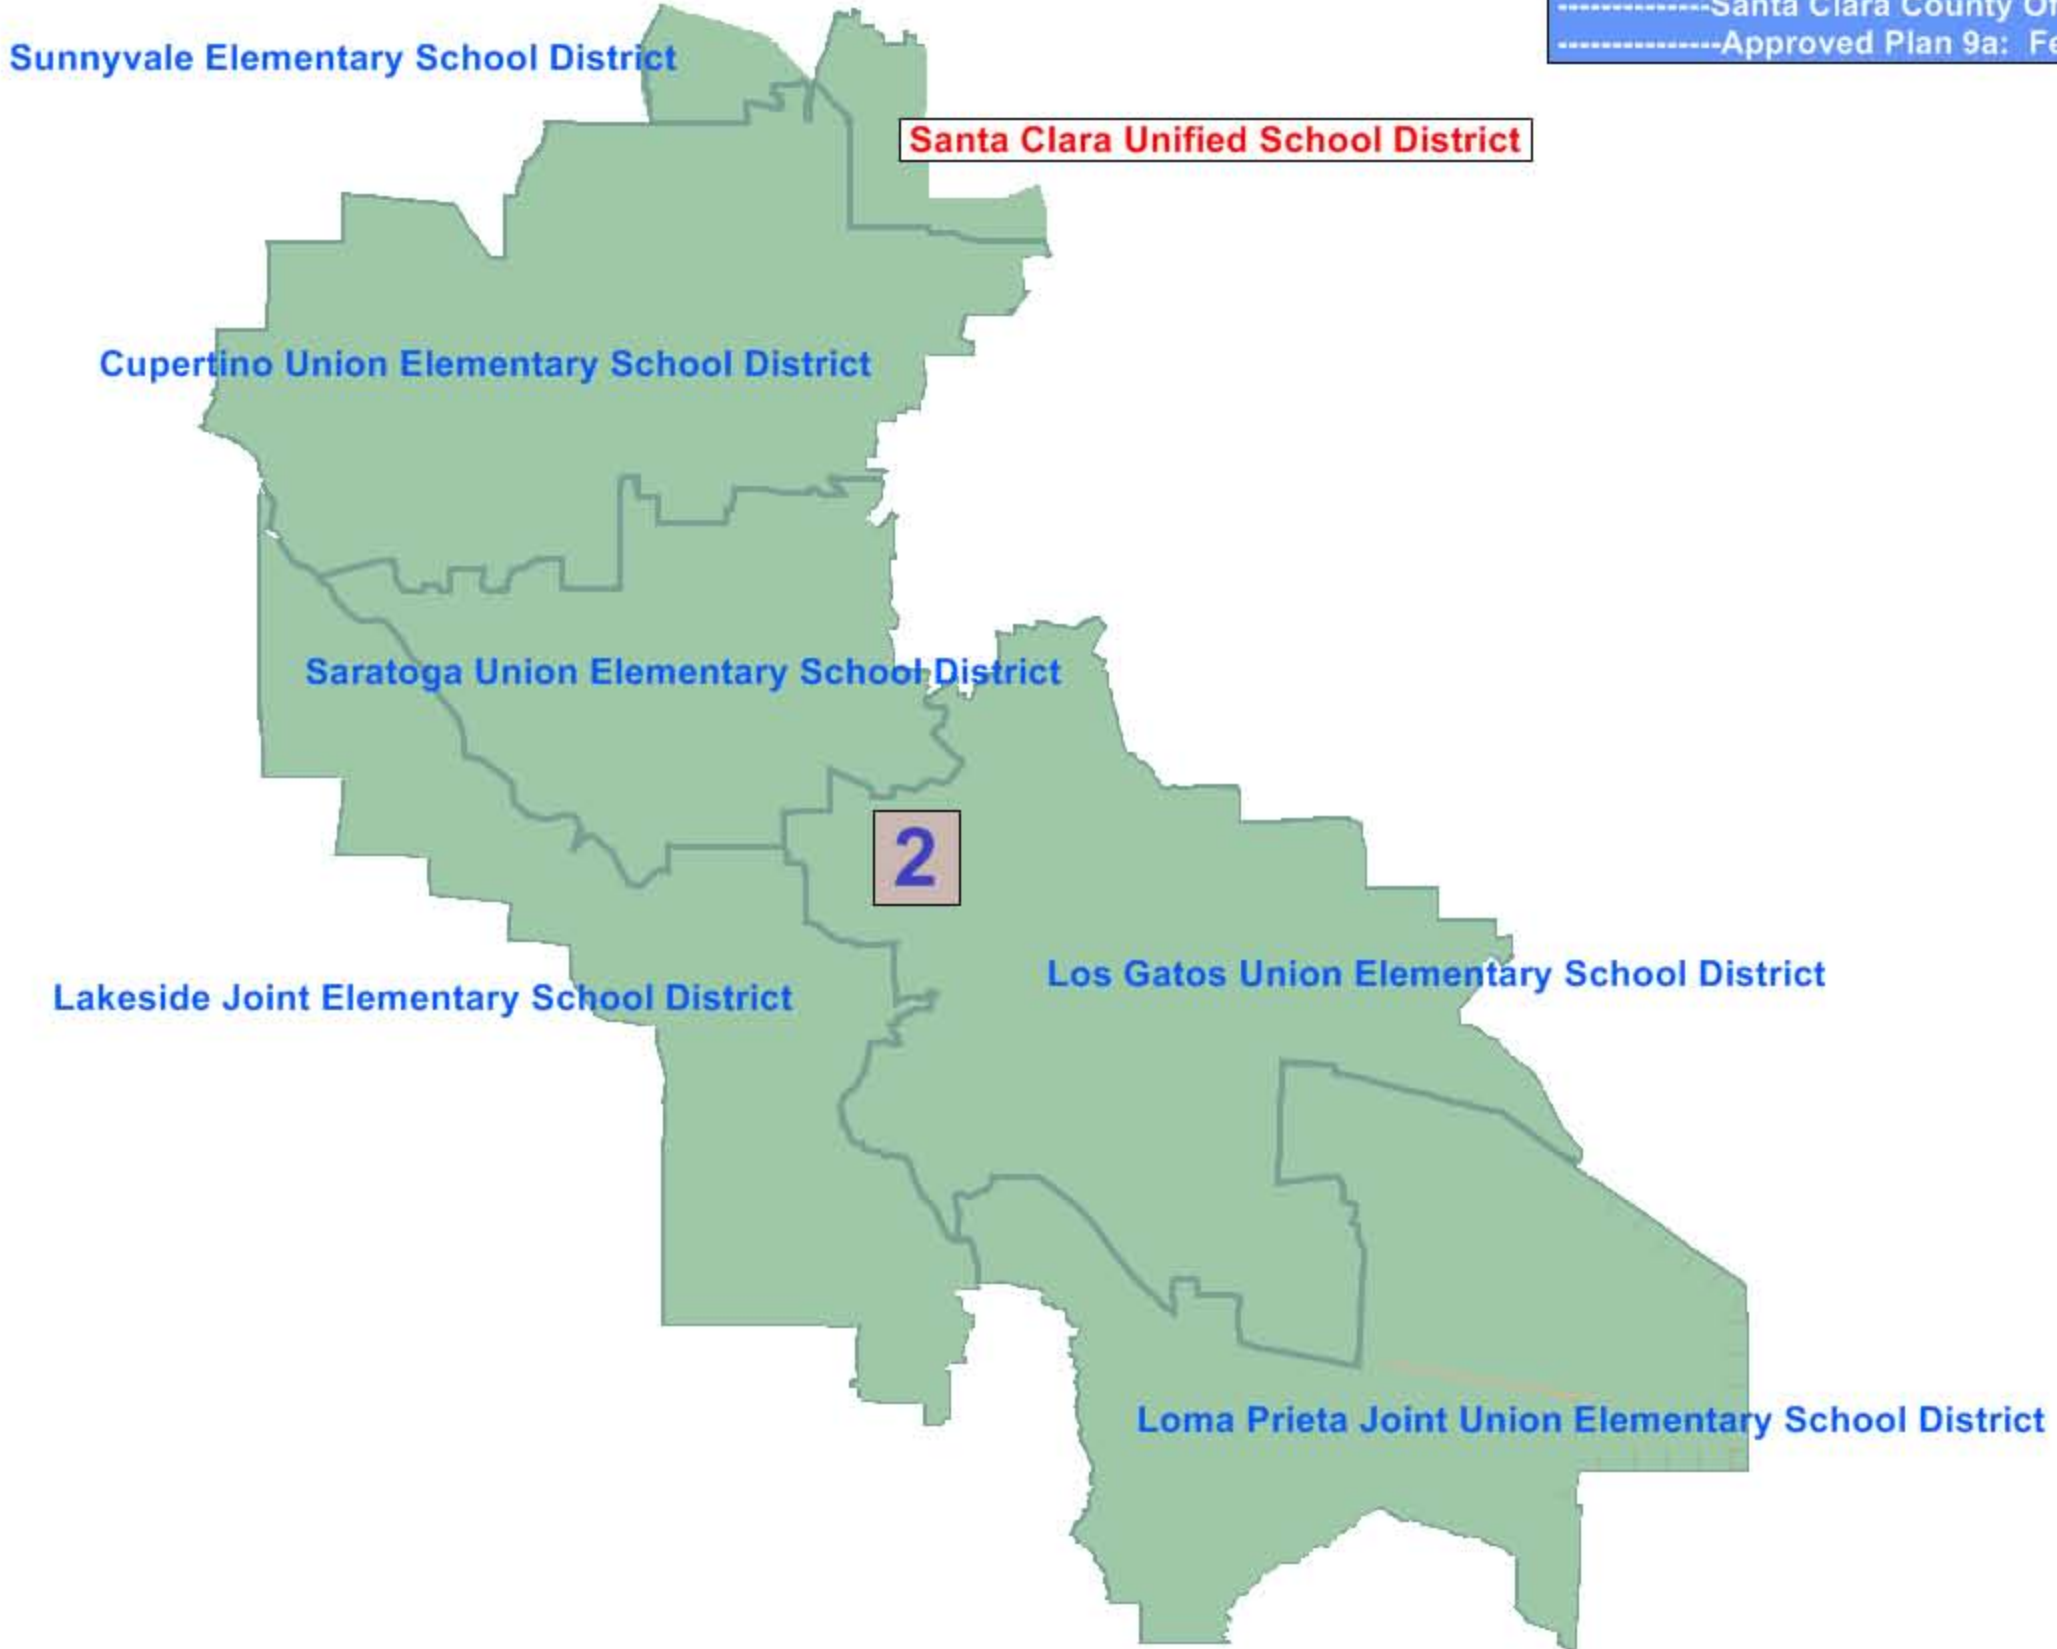 --------------Santa Clara County
---------------Approved Plan 9a:
Sunnyvale Elementary School District
Santa Clara Unified School District
Cupertino Union Elementary School District
Saratoga Union Elementary School District
2
Los Gatos Union Elementary School District
Lakeside Joint Elementary School District
Loma Prieta Joint Union Elementary School District